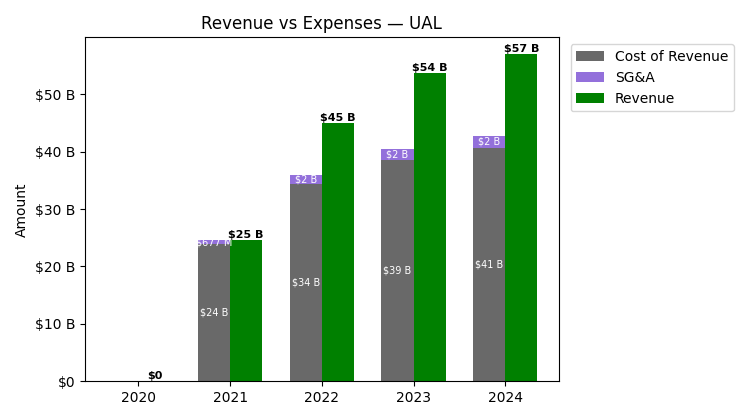 Revenue vs Expenses — UAL
Cost of Revenue
SG&A
Revenue
Amount
$50 B
$40 B
$30 B
$20 B
$10 B
$0
$0
$24 B
$677 M
$25 B
$34 B
$2 B
$45 B
$39 B
$2 B
$54 B
$41 B
$2 B
$57 B
2020
2021
2022
2023
2024